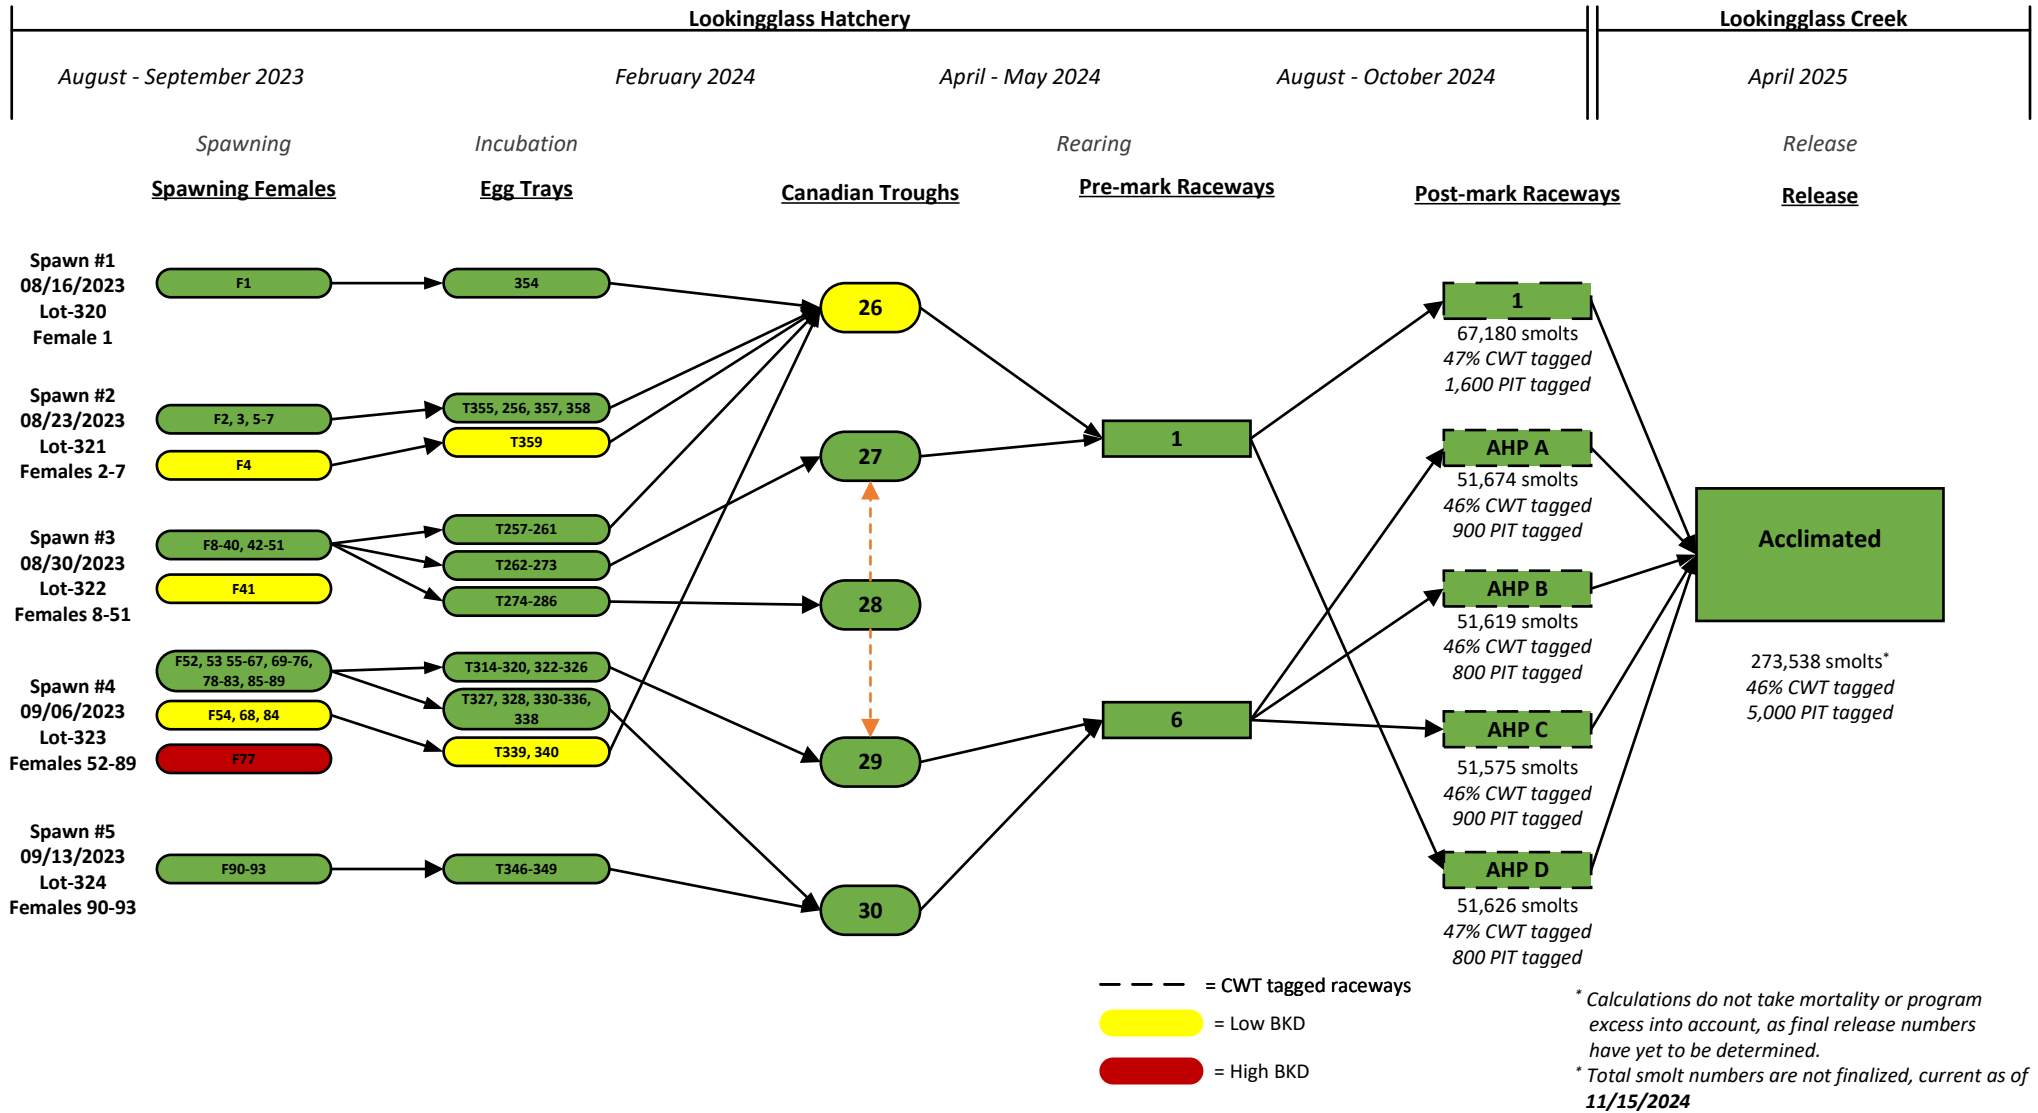 Lookingglass Hatchery
Lookingglass Creek
August - September 2023
February 2024
April - May 2024
August - October 2024
April 2025
Spawning
Incubation
Rearing
Release
Spawning Females
Egg Trays
Canadian Troughs
Pre-mark Raceways
Post-mark Raceways
Release
Spawn #1
08/16/2023
Lot-320
Female 1
F1
354
Spawn #2
08/23/2023
Lot-321
Females 2-7
F2, 3, 5-7
F4
T355, 256, 357, 358
T359
Spawn #3
08/30/2023
Lot-322
Females 8-51
F8-40, 42-51
F41
T257-261
T262-273
T274-286
Spawn #4
09/06/2023
Lot-323
Females 52-89
F52, 53 55-67, 69-76,
78-83, 85-89
F54, 68, 84
F77
T314-320, 322-326
T327, 328, 330-336,
338
T339, 340
Spawn #5
09/13/2023
Lot-324
Females 90-93
F90-93
T346-349
26
27
28
29
30
1
6
1
67,180 smolts
47% CWT tagged
1,600 PIT tagged
AHP A
51,674 smolts
46% CWT tagged
900 PIT tagged
AHP B
51,619 smolts
46% CWT tagged
800 PIT tagged
AHP C
51,575 smolts
46% CWT tagged
900 PIT tagged
AHP D
51,626 smolts
47% CWT tagged
800 PIT tagged
Acclimated
273,538 smolts*
46% CWT tagged
5,000 PIT tagged
= CWT tagged raceways
= Low BKD
= High BKD
* Calculations do not take mortality or program
excess into account, as final release numbers
have yet to be determined.
* Total smolt numbers are not finalized, current as of
11/15/2024